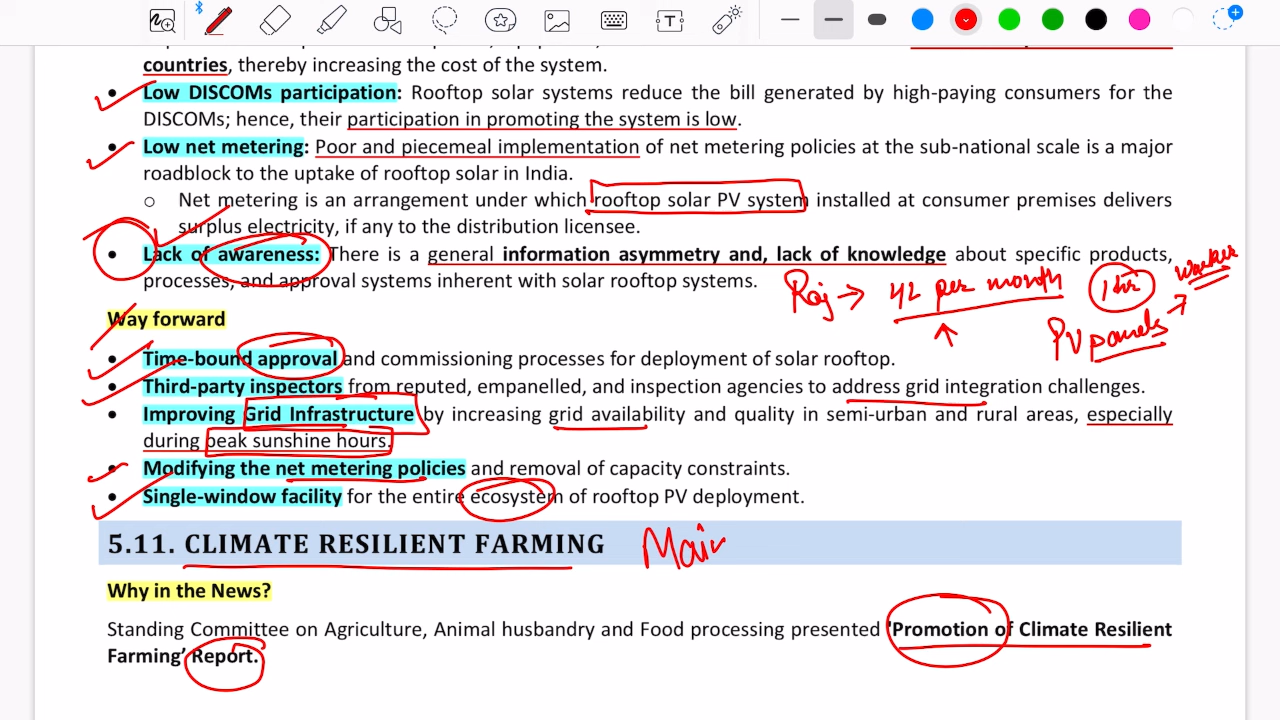 countries, thereby increasing the cost of the system.
• Low DISCOMs participation: Rooftop solar systems reduce the bill generated by high-paying consumers for the
DISCOMs; hence, their participation in promoting the system is low.
• Low net metering: Poor and piecemeal implementation of net metering policies at the sub-national scale is a major
roadblock to the uptake of rooftop solar in India.
o Net metering is an arrangement under which rooftop solar PV system installed at consumer premises delivers
surplus electricity, if any to the distribution licensee.
• Lack of awareness: There is a general information asymmetry and, lack of knowledge about specific products,
processes, and approval systems inherent with solar rooftop systems.
Raj → 42 per month 1 hr
PV panels → worker
Way forward
• Time-bound approval and commissioning processes for deployment of solar rooftop.
• Third-party inspectors from reputed, empanelled, and inspection agencies to address grid integration challenges.
• Improving Grid Infrastructure by increasing grid availability and quality in semi-urban and rural areas, especially
during peak sunshine hours.
• Modifying the net metering policies and removal of capacity constraints.
• Single-window facility for the entire ecosystem of rooftop PV deployment.
5.11. CLIMATE RESILIENT FARMING Main
Why in the News?
Standing Committee on Agriculture, Animal husbandry and Food processing presented 'Promotion of Climate Resilient
Farming' Report.